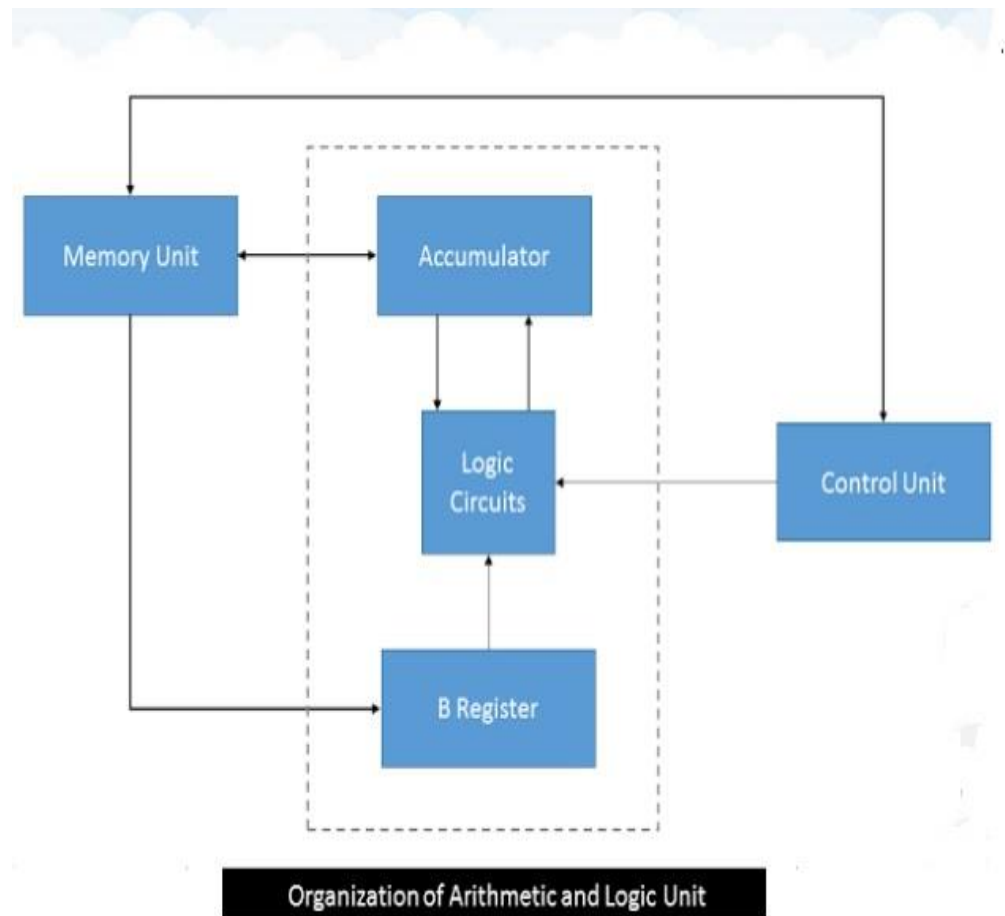 Memory Unit
Accumulator
Logic
Circuits
Control Unit
B Register
Organization of Arithmetic and Logic Unit